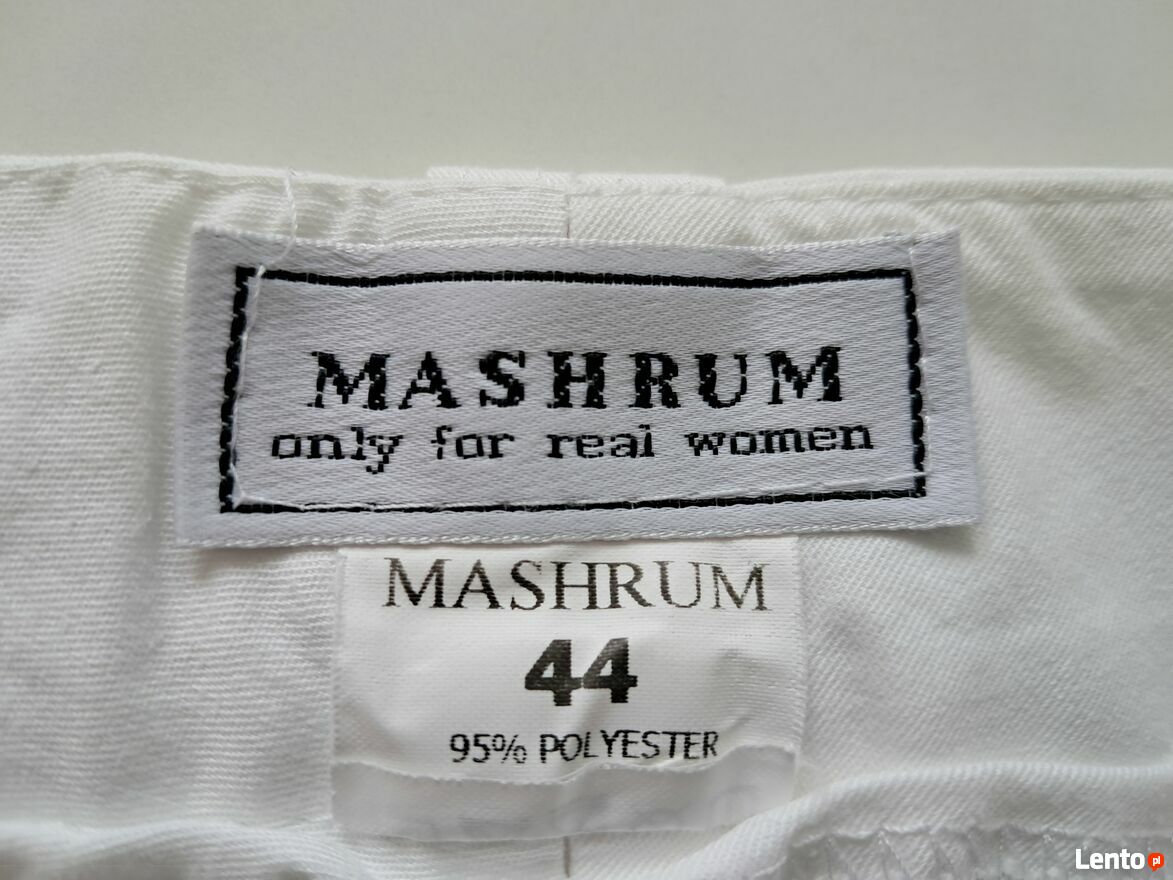 MASHRUM
only for real women
MASHRUM
44
95% POLYESTER
Lento pl